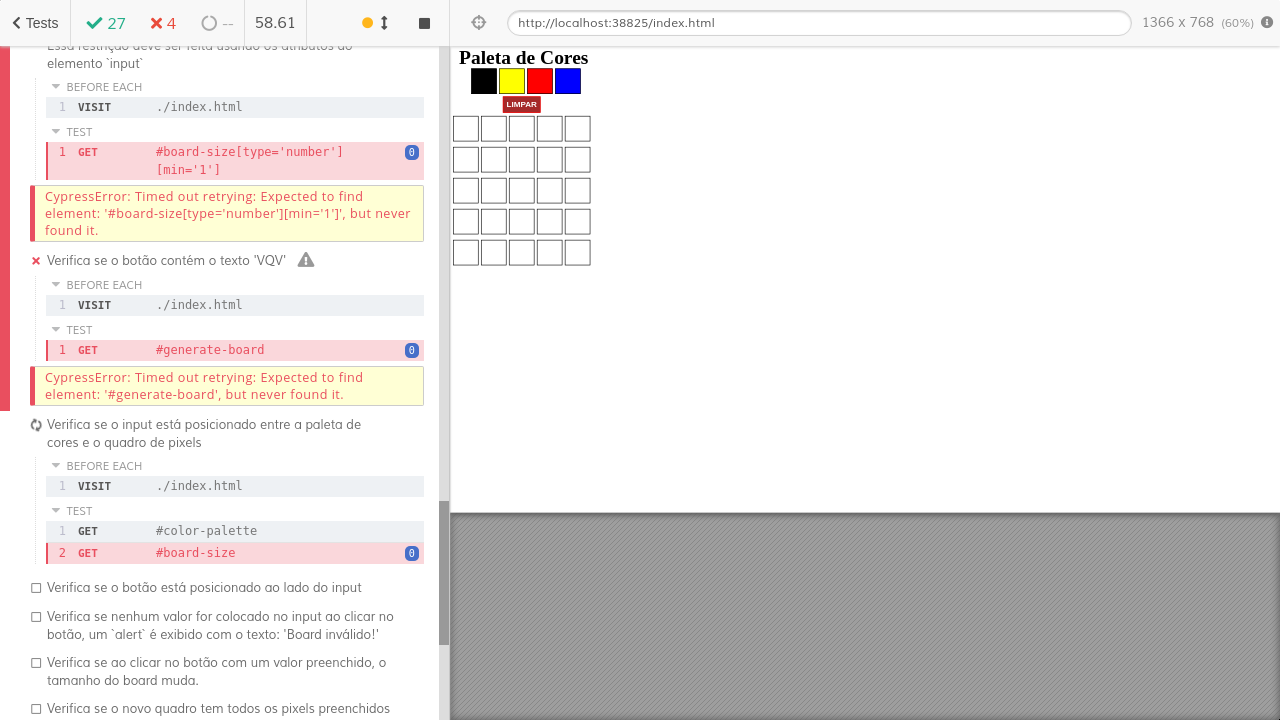 Tests
27
4
--
58.61
http://localhost:38825/index.html
1366 x 768 (60%)
Essa restrição deve ser feita usando os atributos do
elemento `input`
BEFORE EACH
1 VISIT ./index.html
TEST
1 GET #board-size[type='number']
[min='1']
0
CypressError: Timed out retrying: Expected to find
element: '#board-size[type='number'][min='1']', but never
found it.
Verifica se o botão contém o texto 'VQV'
BEFORE EACH
1 VISIT ./index.html
TEST
1 GET #generate-board 0
CypressError: Timed out retrying: Expected to find
element: '#generate-board', but never found it.
Verifica se o input está posicionado entre a paleta de
cores e o quadro de pixels
BEFORE EACH
1 VISIT ./index.html
TEST
1 GET #color-palette
2 GET #board-size 0
Verifica se o botão está posicionado ao lado do input
Verifica se nenhum valor for colocado no input ao clicar no
botão, um `alert` é exibido com o texto: 'Board inválido!'
Verifica se ao clicar no botão com um valor preenchido, o
tamanho do board muda.
Verifica se o novo quadro tem todos os pixels preenchidos
Paleta de Cores
LIMPAR